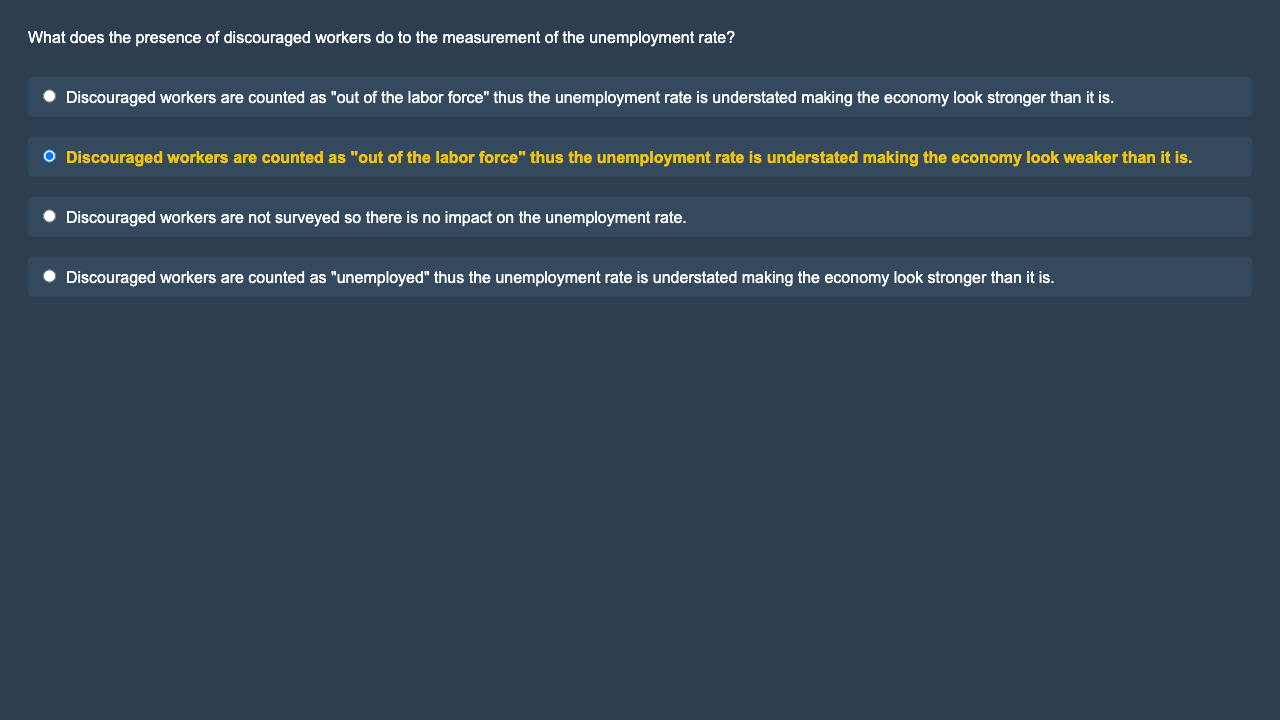 What does the presence of discouraged workers do to the measurement of the unemployment rate?
Discouraged workers are counted as "out of the labor force" thus the unemployment rate is understated making the economy look stronger than it is.
Discouraged workers are counted as "out of the labor force" thus the unemployment rate is understated making the economy look weaker than it is.
Discouraged workers are not surveyed so there is no impact on the unemployment rate.
Discouraged workers are counted as "unemployed" thus the unemployment rate is understated making the economy look stronger than it is.